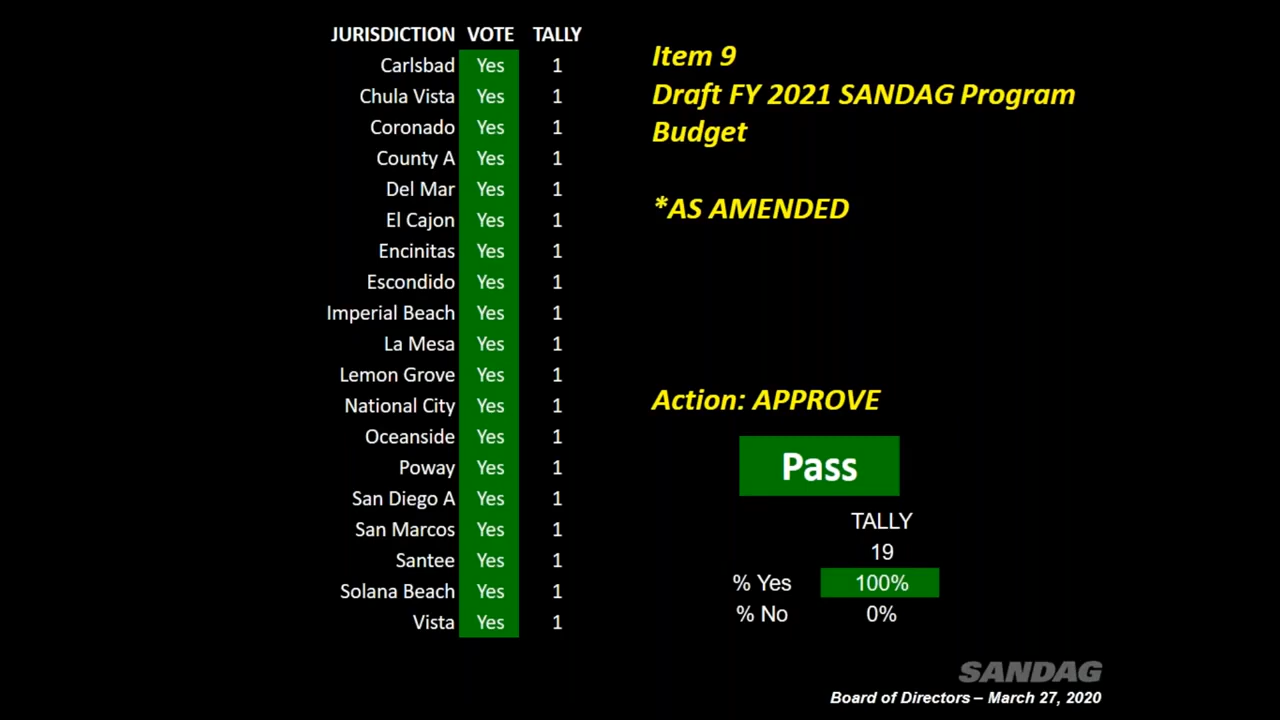 JURISDICTION VOTE TALLY
Carlsbad Yes 1
Chula Vista Yes 1
Coronado Yes 1
County A Yes 1
Del Mar Yes 1
El Cajon Yes 1
Encinitas Yes 1
Escondido Yes 1
Imperial Beach Yes 1
La Mesa Yes 1
Lemon Grove Yes 1
National City Yes 1
Oceanside Yes 1
Poway Yes 1
San Diego A Yes 1
San Marcos Yes 1
Santee Yes 1
Solana Beach Yes 1
Vista Yes 1
Item 9
Draft FY 2021 SANDAG Program
Budget
*AS AMENDED
Action: APPROVE
Pass
TALLY
19
% Yes 100%
% No 0%
SANDAG
Board of Directors – March 27, 2020